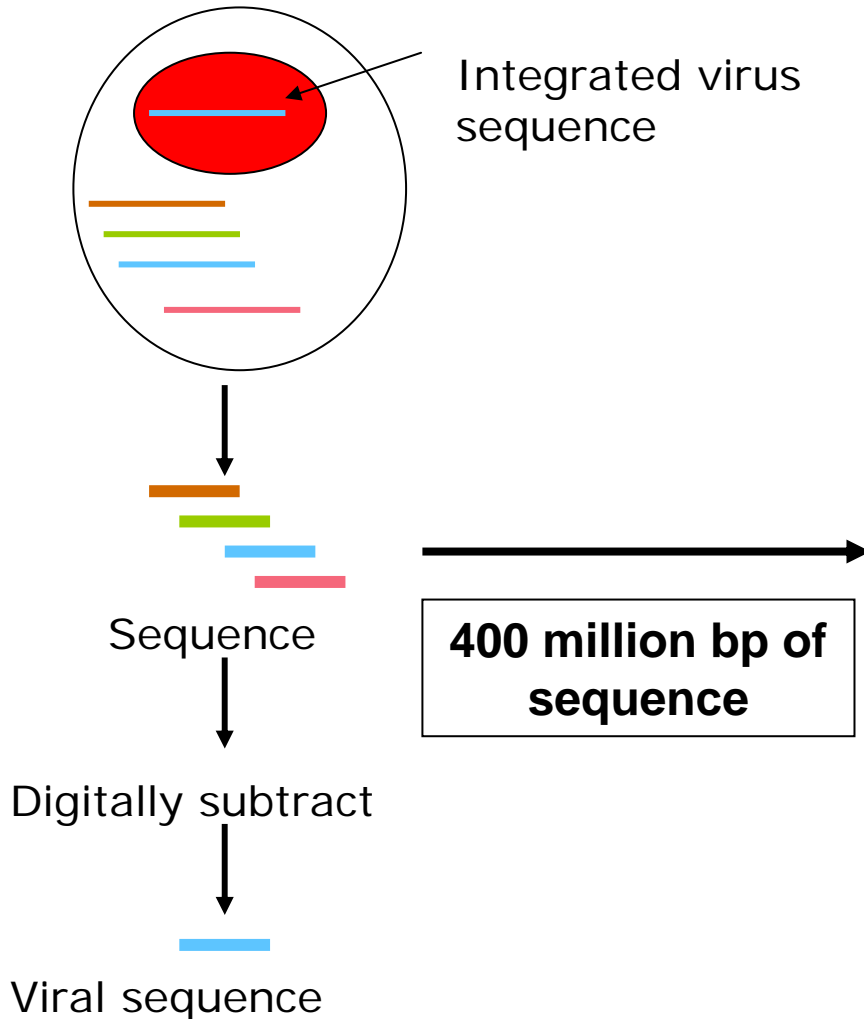 Integrated virus
sequence
Sequence
400 million bp of
sequence
Digitally subtract
Viral sequence